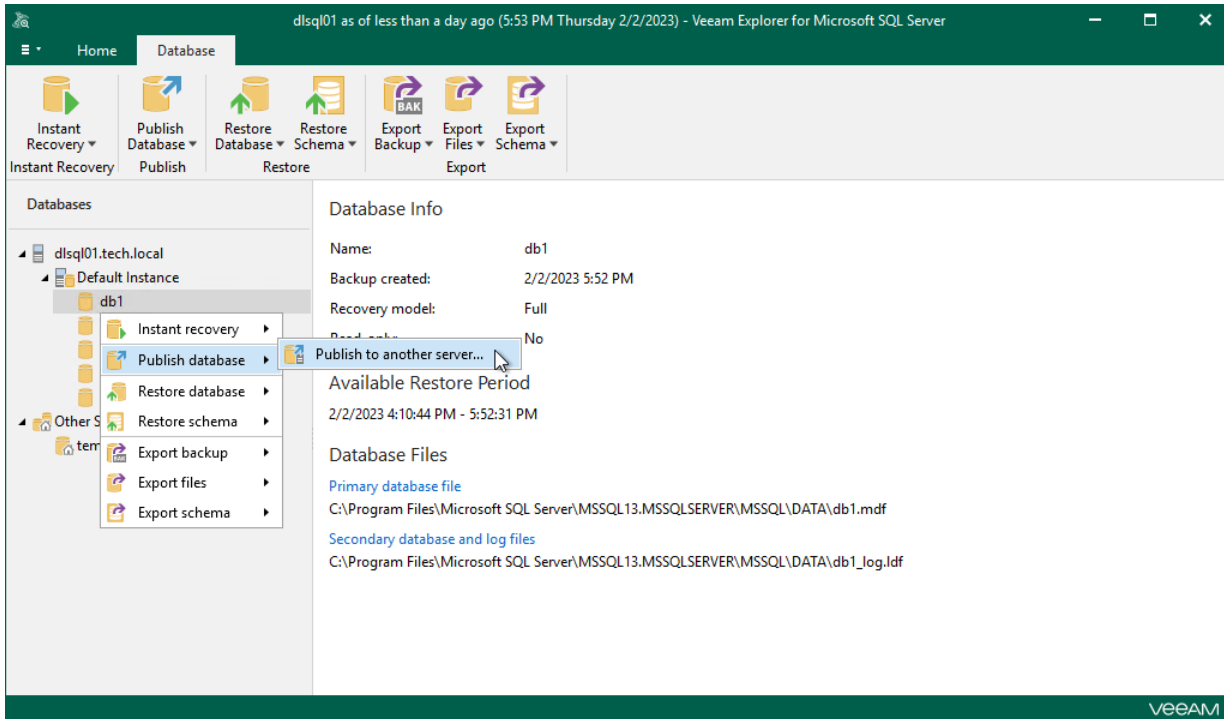 dlsql01 as of less than a day ago (5:53 PM Thursday 2/2/2023) - Veeam Explorer for Microsoft SQL Server
Home Database
Instant Recovery
Publish Database
Restore Database
Restore Schema
Export Backup
Export Files
Export Schema
BAK
Instant Recovery Publish Restore Export
Databases
dlsql01.tech.local
Default Instance
db1
Instant recovery
Publish database
Publish to another server...
Restore database
Other S
Restore schema
tem
Export backup
Export files
Export schema
Database Info
Name: db1
Backup created: 2/2/2023 5:52 PM
Recovery model: Full
No
Available Restore Period
2/2/2023 4:10:44 PM - 5:52:31 PM
Database Files
Primary database file
C:\Program Files\Microsoft SQL Server\MSSQL13.MSSQLSERVER\MSSQL\DATA\db1.mdf
Secondary database and log files
C:\Program Files\Microsoft SQL Server\MSSQL13.MSSQLSERVER\MSSQL\DATA\db1_log.ldf
veeAM